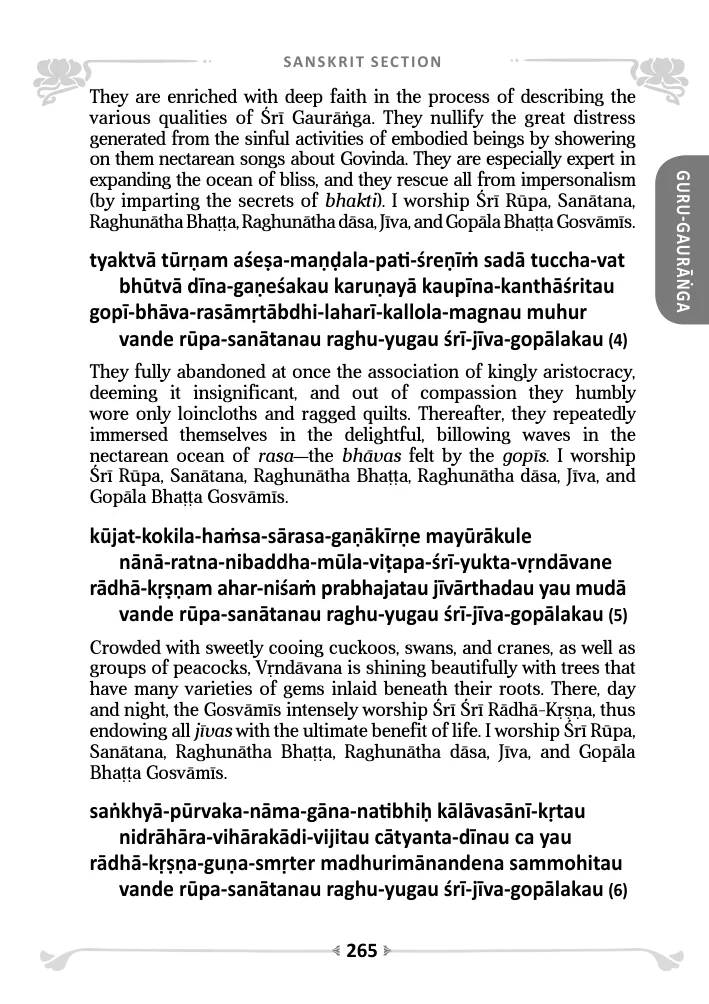 SANSKRIT SECTION
They are enriched with deep faith in the process of describing the
various qualities of Śrī Gaurāṅga. They nullify the great distress
generated from the sinful activities of embodied beings by showering
on them nectarean songs about Govinda. They are especially expert in
expanding the ocean of bliss, and they rescue all from impersonalism
(by imparting the secrets of bhakti). I worship Śrī Rūpa, Sanātana,
Raghunātha Bhaṭṭa, Raghunātha dāsa, Jīva, and Gopāla Bhaṭṭa Gosvāmīs.
tyaktvā tūrṇam aśeṣa-maṇḍala-pati-śreṇīṁ sadā tuccha-vat
bhūtvā dīna-gaṇeśakau karuṇayā kaupīna-kanthāśritau
gopī-bhāva-rasāmṛtābdhi-laharī-kallola-magnau muhur
vande rūpa-sanātanau raghu-yugau śrī-jīva-gopālakau (4)
They fully abandoned at once the association of kingly aristocracy,
deeming it insignificant, and out of compassion they humbly
wore only loincloths and ragged quilts. Thereafter, they repeatedly
immersed themselves in the delightful, billowing waves in the
nectarean ocean of rasa—the bhāvas felt by the gopīs. I worship
Śrī Rūpa, Sanātana, Raghunātha Bhaṭṭa, Raghunātha dāsa, Jīva, and
Gopāla Bhaṭṭa Gosvāmīs.
kūjat-kokila-haṁsa-sārasa-gaṇākīrṇe mayūrākule
nānā-ratna-nibaddha-mūla-viṭapa-śrī-yukta-vṛndāvane
rādhā-kṛṣṇam ahar-niśaṁ prabhajatau jīvārthadau yau mudā
vande rūpa-sanātanau raghu-yugau śrī-jīva-gopālakau (5)
Crowded with sweetly cooing cuckoos, swans, and cranes, as well as
groups of peacocks, Vṛndāvana is shining beautifully with trees that
have many varieties of gems inlaid beneath their roots. There, day
and night, the Gosvāmīs intensely worship Śrī Śrī Rādhā-Kṛṣṇa, thus
endowing all jīvas with the ultimate benefit of life. I worship Śrī Rūpa,
Sanātana, Raghunātha Bhaṭṭa, Raghunātha dāsa, Jīva, and Gopāla
Bhaṭṭa Gosvāmīs.
saṅkhyā-pūrvaka-nāma-gāna-natibhiḥ kālāvasānī-kṛtau
nidrāhāra-vihārakādi-vijitau cātyanta-dīnau ca yau
rādhā-kṛṣṇa-guṇa-smṛter madhurimānandena sammohitau
vande rūpa-sanātanau raghu-yugau śrī-jīva-gopālakau (6)
GURU-GAURĀṄGA
265